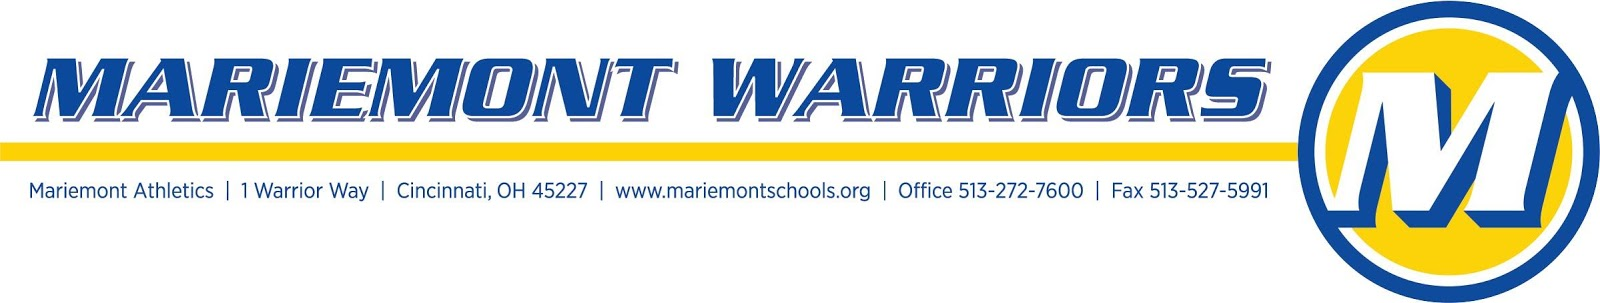 MARIEMONT WARRIORS
Mariemont Athletics | 1 Warrior Way | Cincinnati, OH 45227 | www.mariemontschools.org | Office 513-272-7600 | Fax 513-527-5991
M